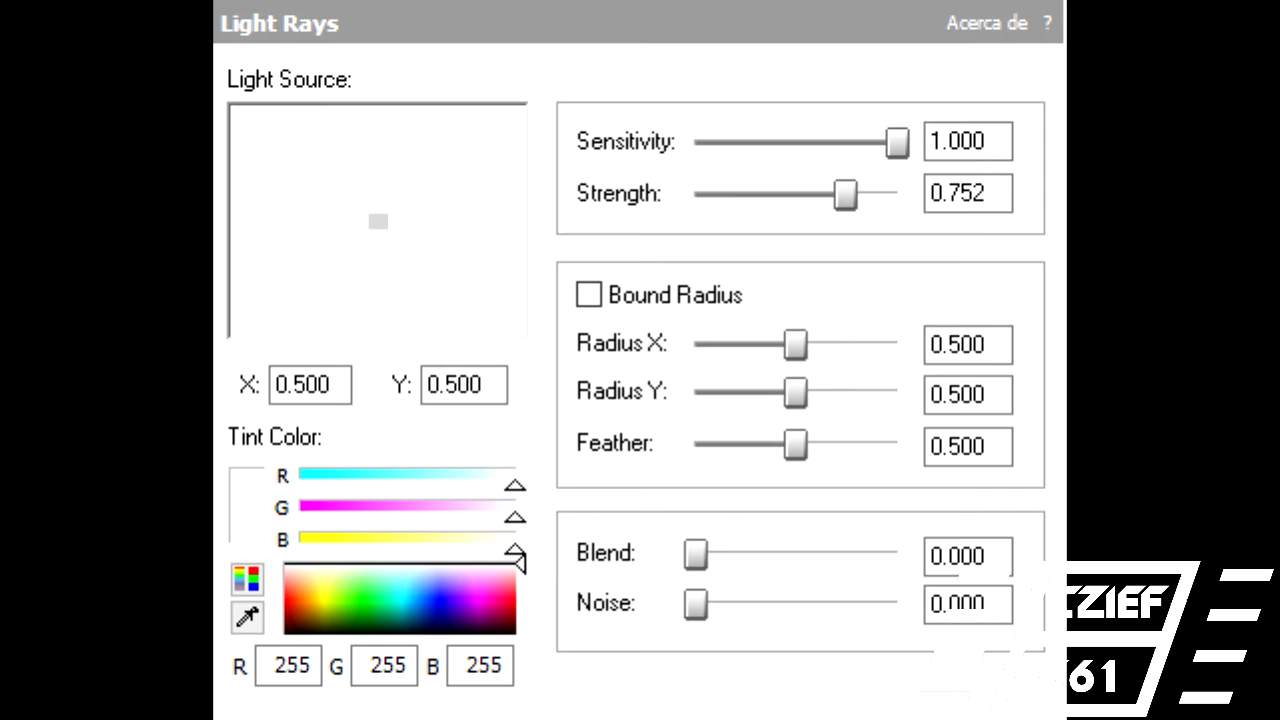 Light Rays
Acerca de ?
Light Source:
X: 0.500 Y: 0.500
Tint Color:
R
G
B
R 255 G 255 B 255
Sensitivity: 1.000
Strength: 0.752
Bound Radius
Radius X: 0.500
Radius Y: 0.500
Feather: 0.500
Blend: 0.000
Noise: 0.000
61